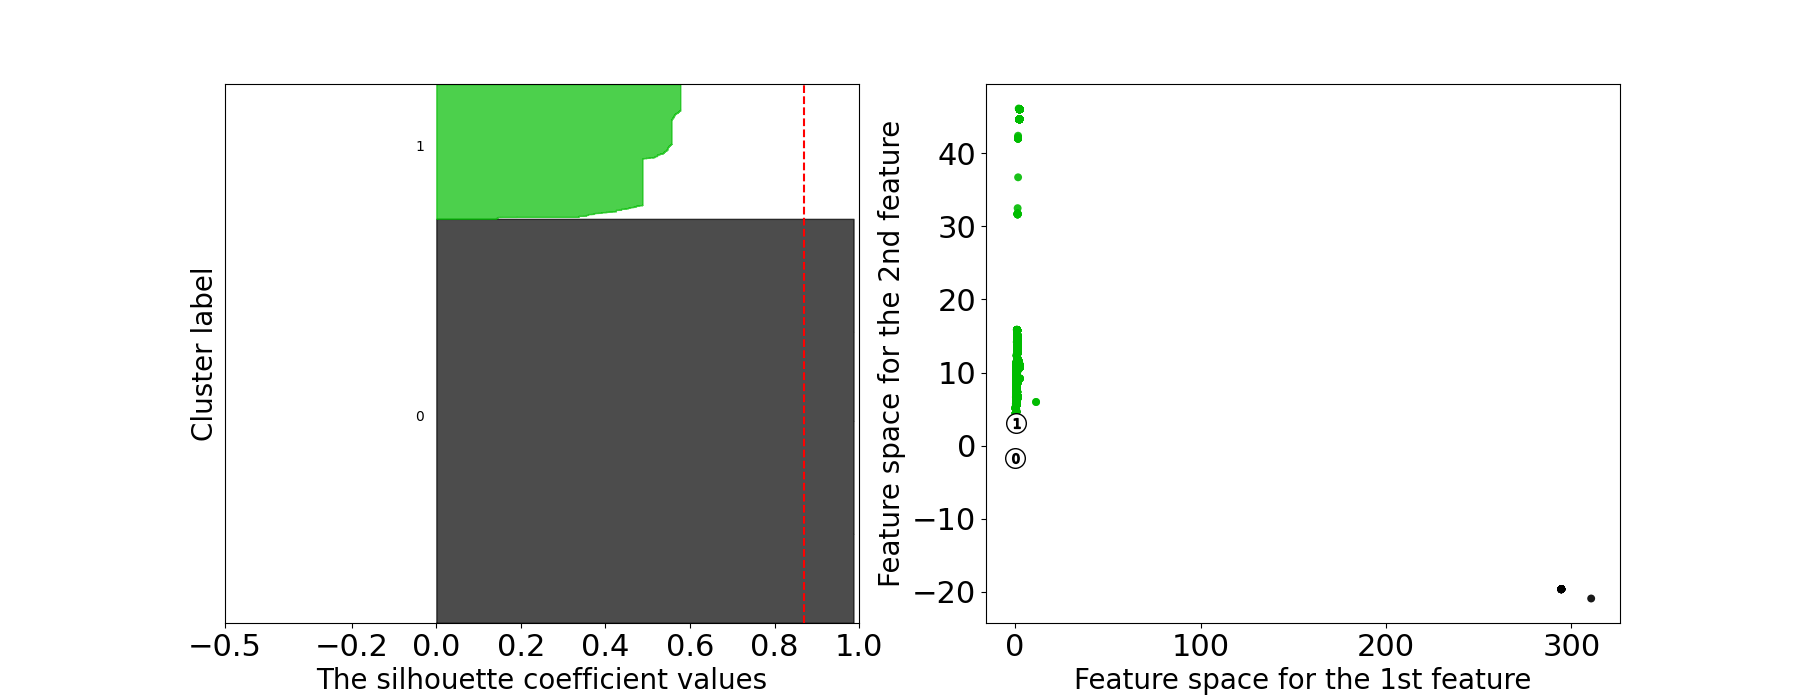 1
0
Cluster label
−0.5 −0.2 0.0 0.2 0.4 0.6 0.8 1.0
The silhouette coefficient values
Feature space for the 2nd feature
40
30
20
10
0
−10
−20
1
0
0 100 200 300
Feature space for the 1st feature